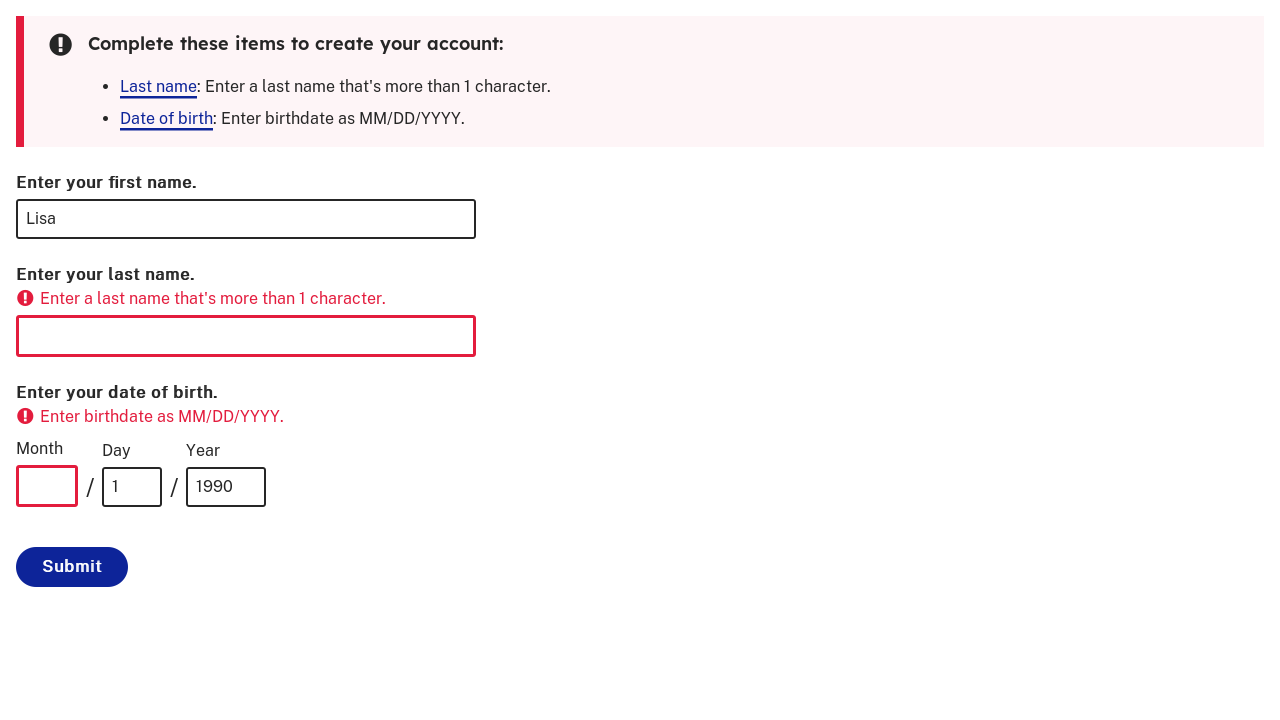 Complete these items to create your account:
Last name: Enter a last name that's more than 1 character.
Date of birth: Enter birthdate as MM/DD/YYYY.
Enter your first name.
Lisa
Enter your last name.
Enter a last name that's more than 1 character.
Enter your date of birth.
Enter birthdate as MM/DD/YYYY.
Month Day Year
/ 1 / 1990
Submit